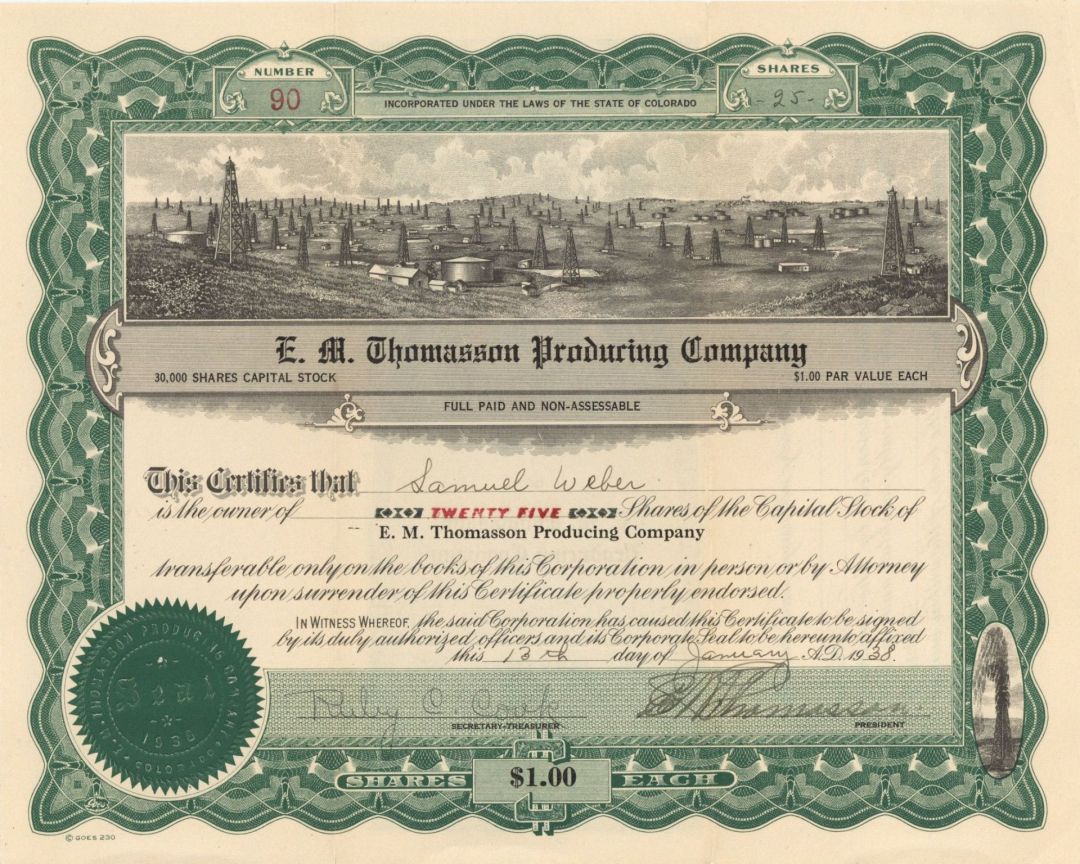 NUMBER
90
INCORPORATED UNDER THE LAWS OF THE STATE OF COLORADO
SHARES
-25-
E. M. Thomasson Producing Company
30,000 SHARES CAPITAL STOCK
$1.00 PAR VALUE EACH
FULL PAID AND NON-ASSESSABLE
This Certifies that Samuel Weber
is the owner of TWENTY FIVE Shares of the Capital Stock of
E. M. Thomasson Producing Company
transferable only on the books of this Corporation in person or by Attorney
upon surrender of this Certificate properly endorsed.
IN WITNESS WHEREOF, the said Corporation has caused this Certificate to be signed
by its duly authorized officers and its Corporate Seal to be hereunto affixed
this 13th day of January A.D. 1938.
Ruby C.
E M Thomasson
SECRETARY-TREASURER
PRESIDENT
Seal
SHARES $1.00 EACH
Goes
© GOES 230